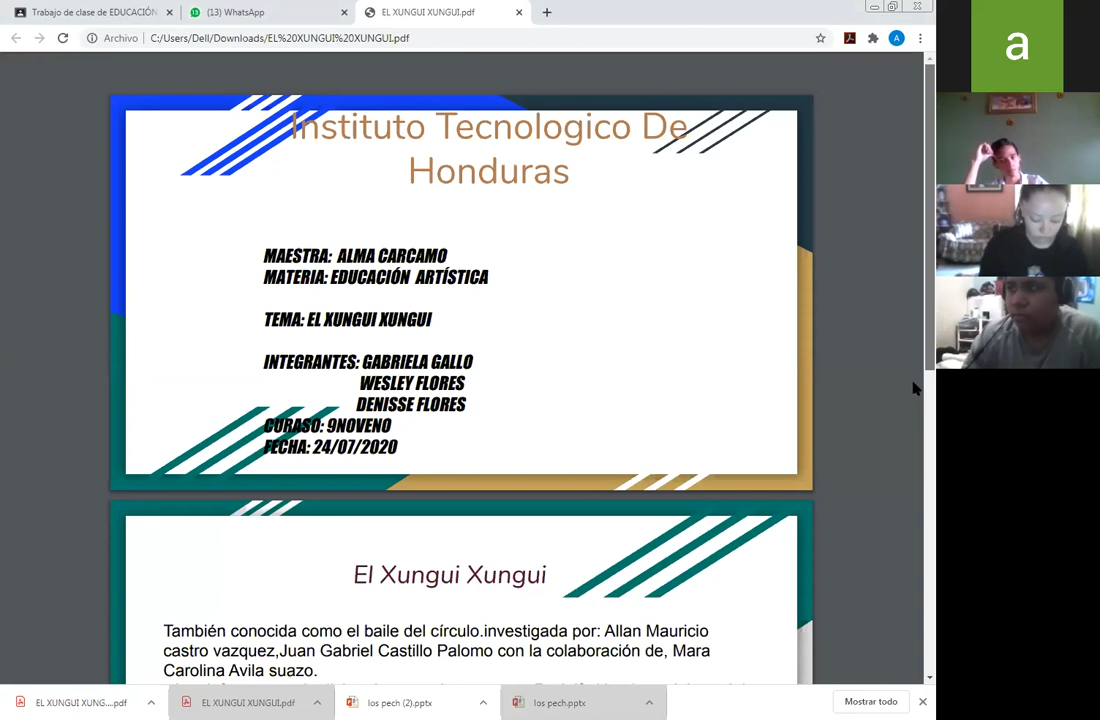 Trabajo de clase de EDUCACIÓN
(13) WhatsApp
EL XUNGUI XUNGUI.pdf
Archivo
C:/Users/Dell/Downloads/EL%20XUNGUI%20XUNGUI.pdf
A
a
Instituto Tecnologico De
Honduras
MAESTRA: ALMA CARCAMO
MATERIA: EDUCACIÓN ARTÍSTICA
TEMA: EL XUNGUI XUNGUI
INTEGRANTES: GABRIELA GALLO
WESLEY FLORES
DENISSE FLORES
CURASO: 9NOVENO
FECHA: 24/07/2020
El Xungui Xungui
También conocida como el baile del círculo.investigada por: Allan Mauricio
castro vazquez,Juan Gabriel Castillo Palomo con la colaboración de, Mara
Carolina Avila suazo.
EL XUNGUI XUNG....pdf
EL XUNGUI XUNGUI.pdf
los pech (2).pptx
los pech.pptx
Mostrar todo